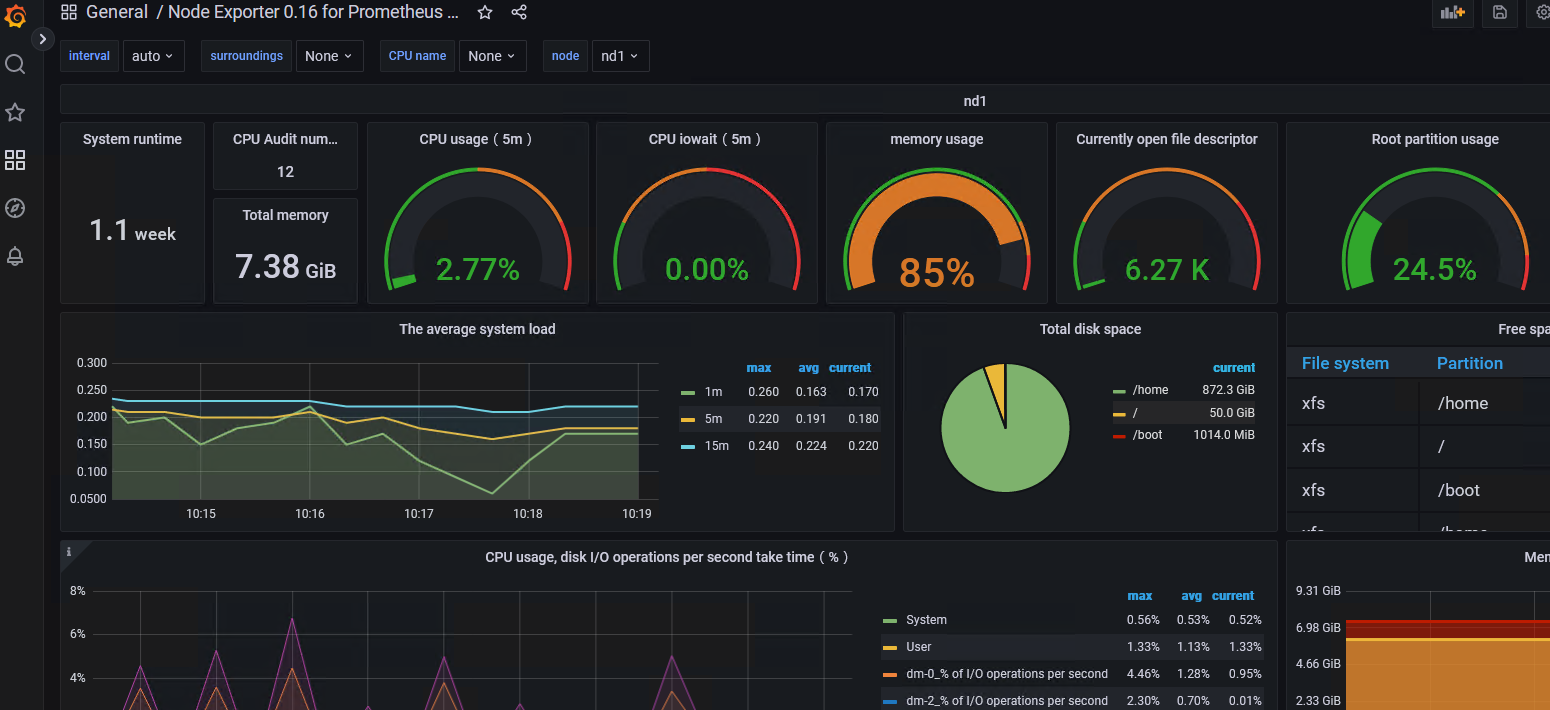 General / Node Exporter 0.16 for Prometheus ...
interval auto surroundings None CPU name None node nd1
nd1
System runtime
1.1 week
CPU Audit num...
12
Total memory
7.38 GiB
CPU usage ( 5m )
2.77%
CPU iowait ( 5m )
0.00%
memory usage
85%
Currently open file descriptor
6.27 K
Root partition usage
24.5%
The average system load
0.300
0.250
0.200
0.150
0.100
0.0500
10:15 10:16 10:17 10:18 10:19
max avg current
1m 0.260 0.163 0.170
5m 0.220 0.191 0.180
15m 0.240 0.224 0.220
Total disk space
current
/home 872.3 GiB
/ 50.0 GiB
/boot 1014.0 MiB
Free spa
File system Partition
xfs /home
xfs /
xfs /boot
i
CPU usage, disk I/O operations per second take time ( % )
8%
6%
4%
max avg current
System 0.56% 0.53% 0.52%
User 1.33% 1.13% 1.33%
dm-0_% of I/O operations per second 4.46% 1.28% 0.95%
dm-2_% of I/O operations per second 2.30% 0.70% 0.01%
Mem
9.31 GiB
6.98 GiB
4.66 GiB
2.33 GiB